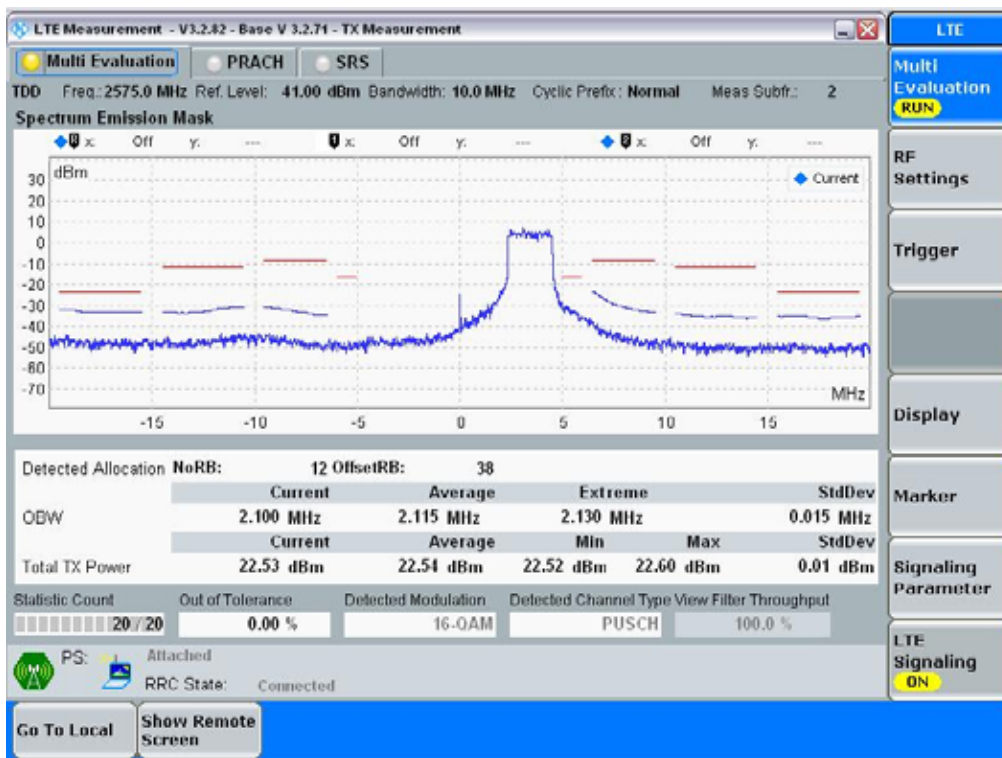 LTE Measurement - V3.2.82 - Base V 3.2.71 - TX Measurement
LTE
Multi Evaluation PRACH SRS
Multi Evaluation RUN
TDD Freq.: 2575.0 MHz Ref. Level: 41.00 dBm Bandwidth: 10.0 MHz Cyclic Prefix: Normal Meas Subfr.: 2
Spectrum Emission Mask
x: Off y: --- 1 x: Off y: --- 2 x: Off y: ---
dBm
Current
30
20
10
0
-10
-20
-30
-40
-50
-60
-70
MHz
-15 -10 -5 0 5 10 15
Detected Allocation NoRB: 12 OffsetRB: 38
Current Average Extreme StdDev
OBW 2.100 MHz 2.115 MHz 2.130 MHz 0.015 MHz
Current Average Min Max StdDev
Total TX Power 22.53 dBm 22.54 dBm 22.52 dBm 22.60 dBm 0.01 dBm
Statistic Count Out of Tolerance Detected Modulation Detected Channel Type View Filter Throughput
20 / 20 0.00 % 16-QAM PUSCH 100.0 %
PS: Attached
RRC State: Connected
RF Settings
Trigger
Display
Marker
Signaling Parameter
LTE Signaling ON
Go To Local
Show Remote Screen